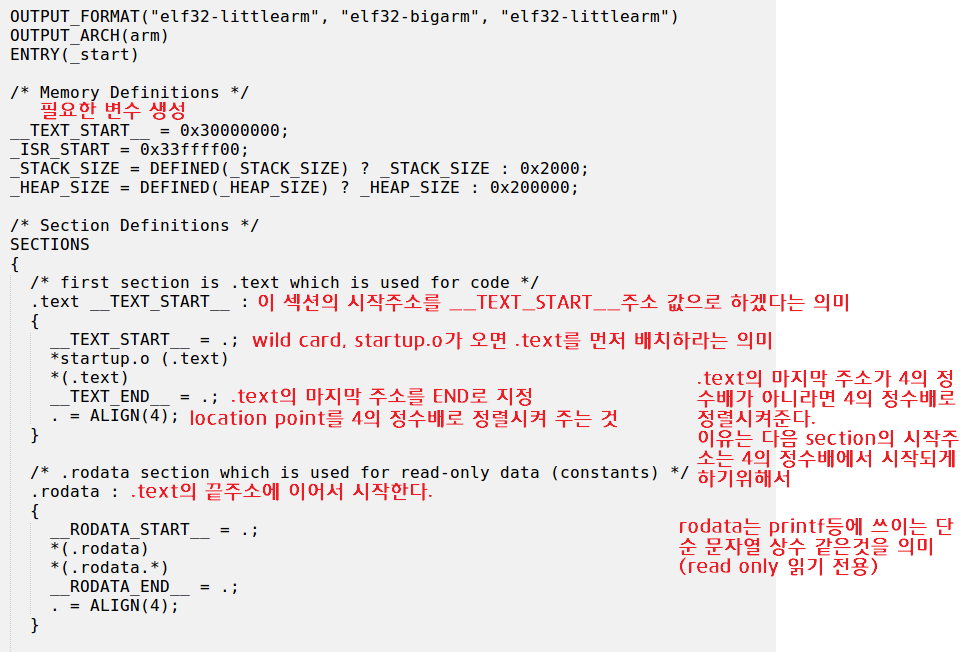 OUTPUT_FORMAT("elf32-littlearm", "elf32-bigarm", "elf32-littlearm")
OUTPUT_ARCH(arm)
ENTRY(_start)
/* Memory Definitions */
필요한 변수 생성
__TEXT_START__ = 0x30000000;
_ISR_START = 0x33ffff00;
_STACK_SIZE = DEFINED(_STACK_SIZE) ? _STACK_SIZE : 0x2000;
_HEAP_SIZE = DEFINED(_HEAP_SIZE) ? _HEAP_SIZE : 0x200000;
/* Section Definitions */
SECTIONS
{
/* first section is .text which is used for code */
.text __TEXT_START__ : 이 섹션의 시작주소를 __TEXT_START__주소 값으로 하겠다는 의미
{
__TEXT_START__ = .; wild card, startup.o가 오면 .text를 먼저 배치하라는 의미
*startup.o (.text)
*(.text)
__TEXT_END__ = .; .text의 마지막 주소를 END로 지정
. = ALIGN(4); location point를 4의 정수배로 정렬시켜 주는 것
}
.text의 마지막 주소가 4의 정
수배가 아니라면 4의 정수배로
정렬시켜준다.
이유는 다음 section의 시작주
소는 4의 정수배에서 시작되게
하기위해서
/* .rodata section which is used for read-only data (constants) */
.rodata : .text의 끝주소에 이어서 시작한다.
{
__RODATA_START__ = .;
*(.rodata)
*(.rodata.*)
__RODATA_END__ = .;
. = ALIGN(4);
}
rodata는 printf등에 쓰이는 단
순 문자열 상수 같은것을 의미
(read only 읽기 전용)